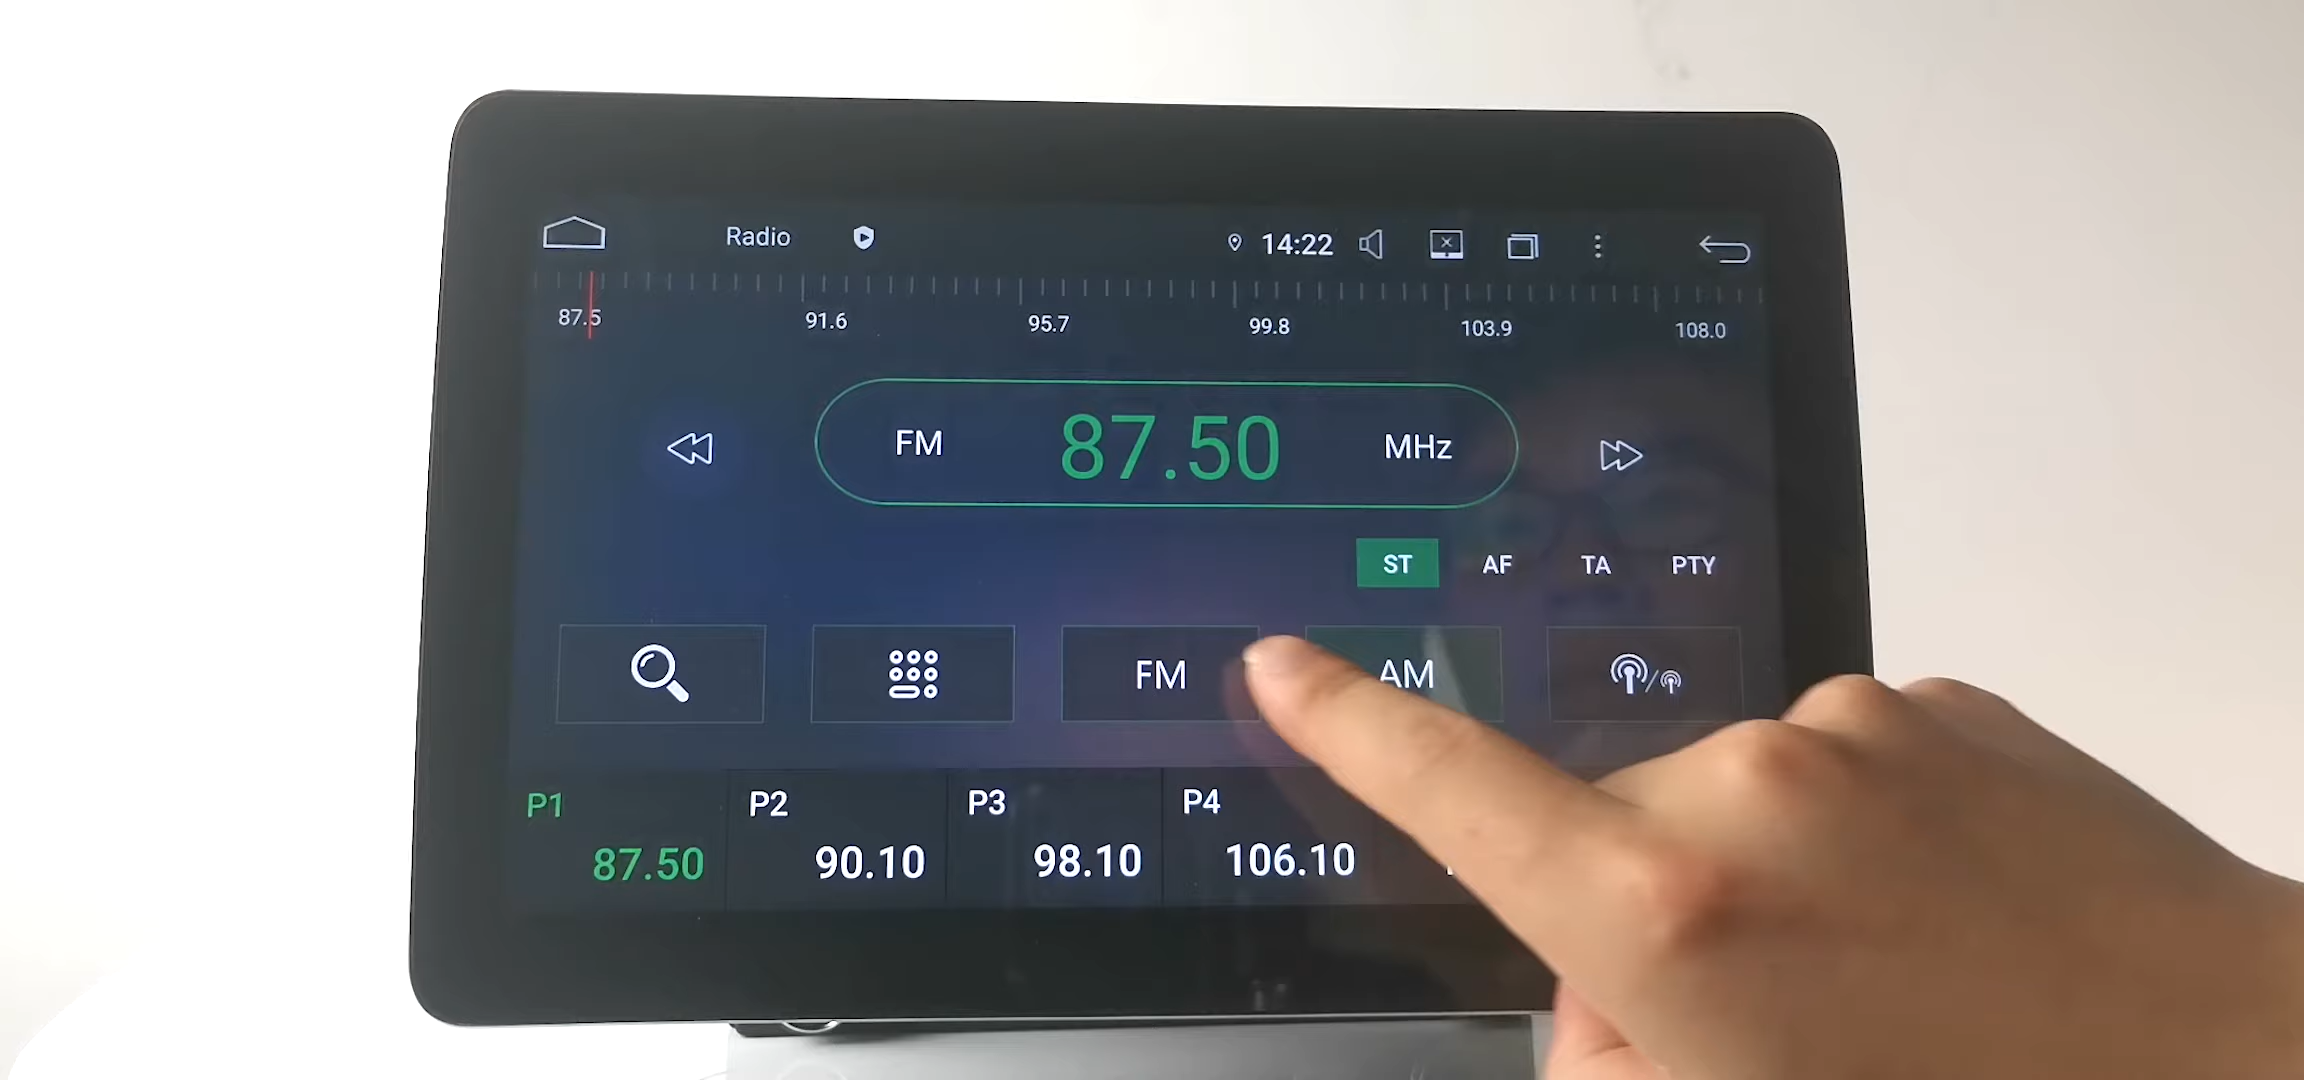 Radio 14:22
87.5 91.6 95.7 99.8 103.9 108.0
FM 87.50 MHz
ST AF TA PTY
FM AM
P1 P2 P3 P4
87.50 90.10 98.10 106.10